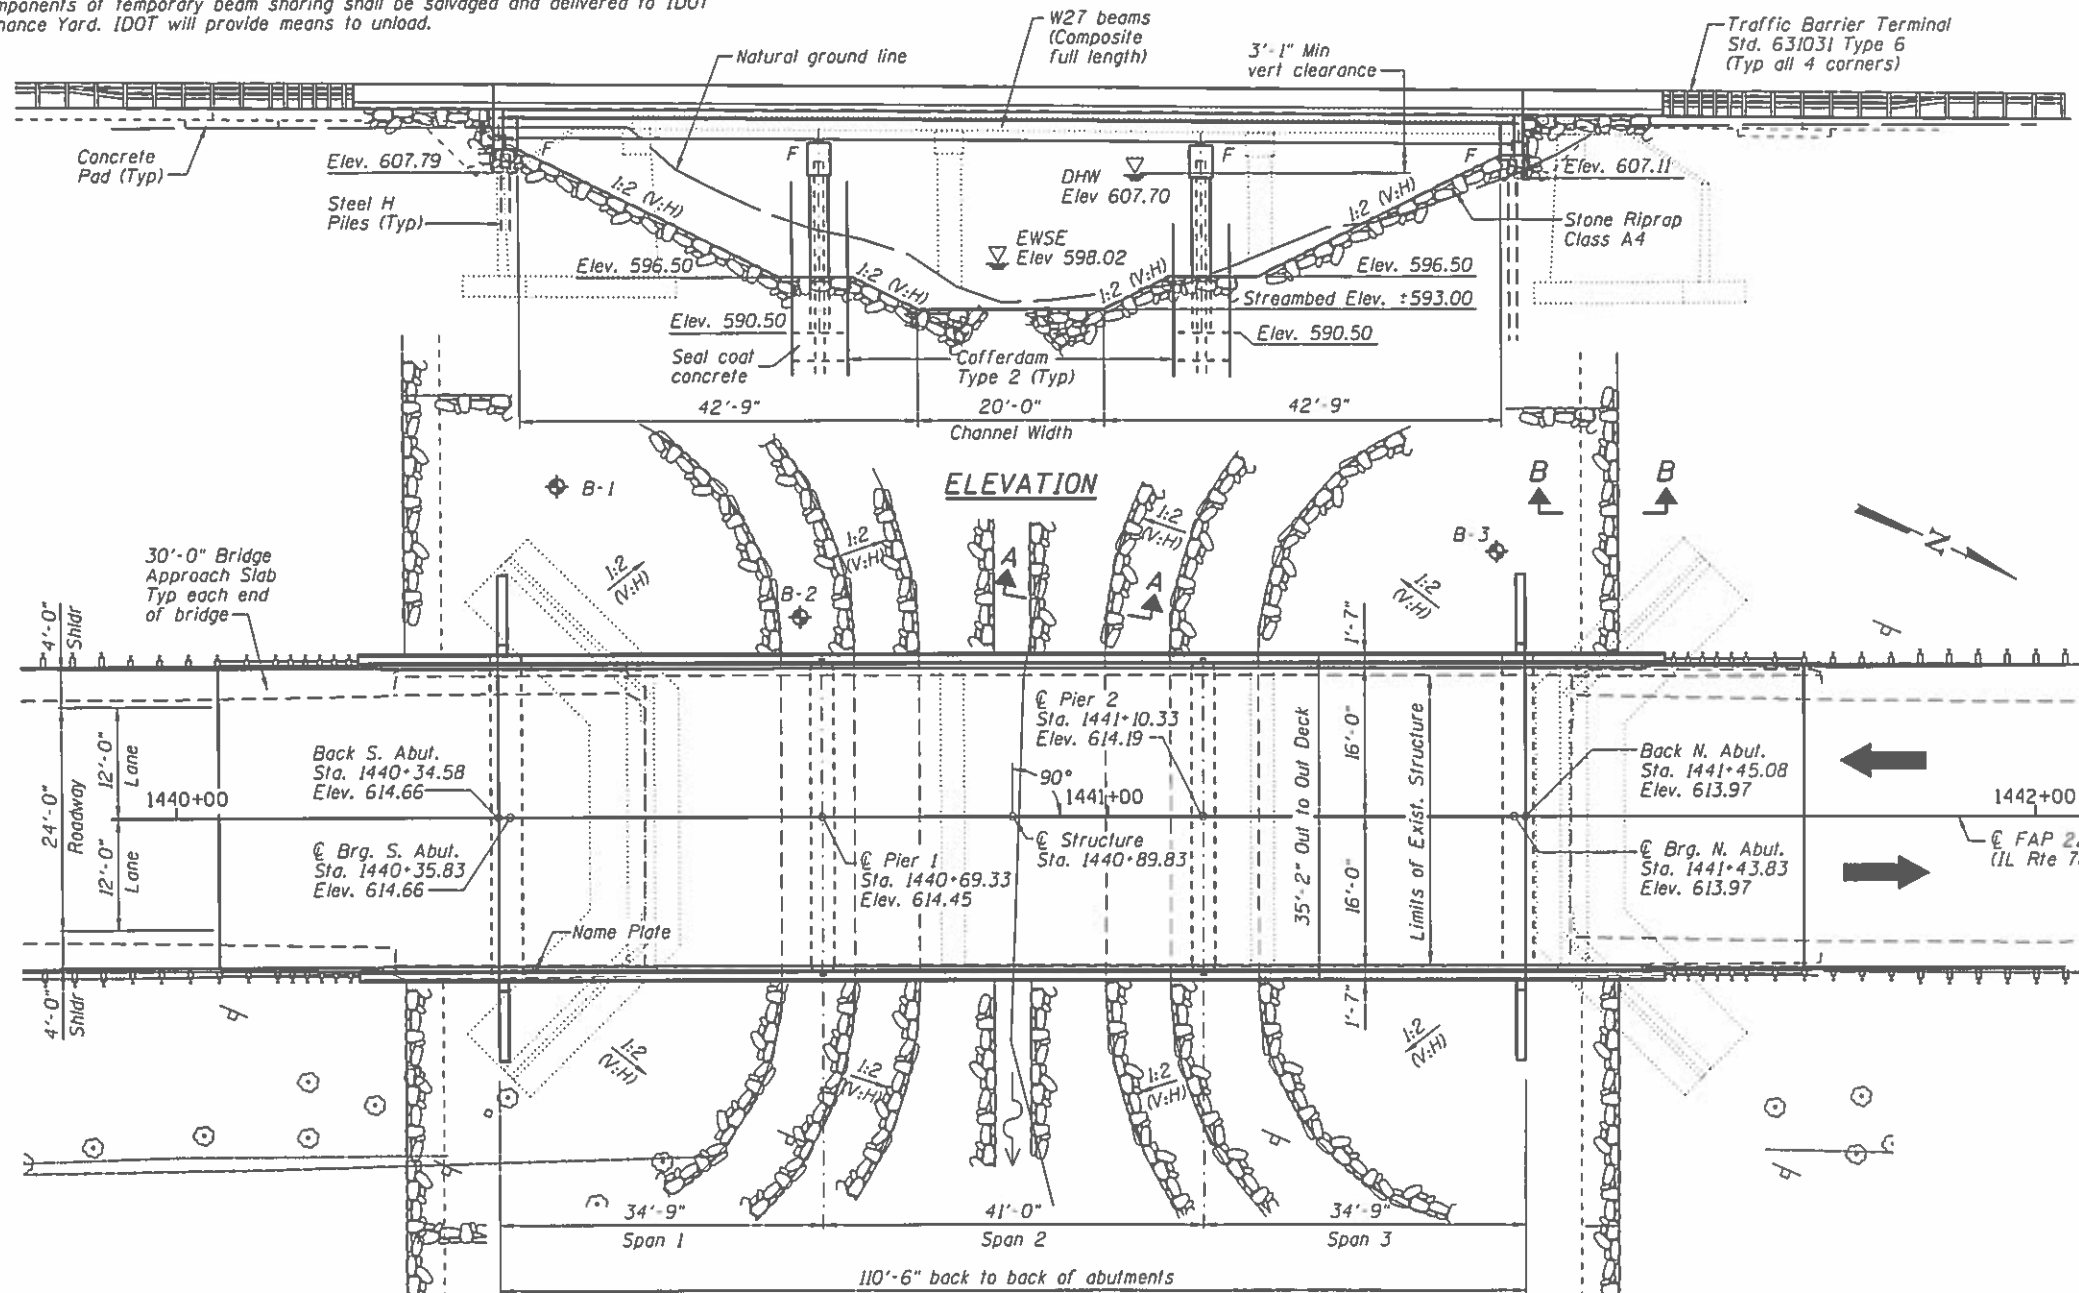 mponents of temporary beam shoring shall be salvaged and delivered to IDOT
nance Yard. IDOT will provide means to unload.
W27 beams
(Composite
full length)
Natural ground line
3'-1" Min
vert clearance
Traffic Barrier Terminal
Std. 631031 Type 6
(Typ all 4 corners)
Concrete
Pad (Typ)
Elev. 607.79
F
F
F
F
DHW
Elev 607.70
Elev. 607.11
Steel H
Piles (Typ)
1:2 (V:H)
1:2 (V:H)
Stone Riprap
Class A4
EWSE
Elev 598.02
Elev. 596.50
1:2 (V:H)
1:2 (V:H)
Elev. 596.50
Streambed Elev. ±593.00
Elev. 590.50
Elev. 590.50
Seal coat
concrete
Cofferdam
Type 2 (Typ)
42'-9"
20'-0"
42'-9"
Channel Width
ELEVATION
B-1
B
B
1:2
(V:H)
1:2
(V:H)
B-3
N
30'-0" Bridge
Approach Slab
Typ each end
of bridge
1:2
(V:H)
B-2
A
A
1:2
(V:H)
4'-0"
Shldr
1'-7"
24'-0"
Roadway
12'-0"
Lane
12'-0"
Lane
Back S. Abut.
Sta. 1440+34.58
Elev. 614.66
1440+00
℄ Brg. S. Abut.
Sta. 1440+35.83
Elev. 614.66
℄ Pier 2
Sta. 1441+10.33
Elev. 614.19
90°
1441+00
℄ Structure
Sta. 1440+89.83
℄ Pier 1
Sta. 1440+69.33
Elev. 614.45
35'-2" Out to Out Deck
16'-0"
16'-0"
Limits of Exist. Structure
Back N. Abut.
Sta. 1441+45.08
Elev. 613.97
℄ Brg. N. Abut.
Sta. 1441+43.83
Elev. 613.97
1442+00
℄ FAP 2
(IL Rte 7
Name Plate
4'-0"
Shldr
1'-7"
1:2
(V:H)
1:2
(V:H)
1:2
(V:H)
1:2
(V:H)
34'-9"
41'-0"
34'-9"
Span 1
Span 2
Span 3
110'-6" back to back of abutments